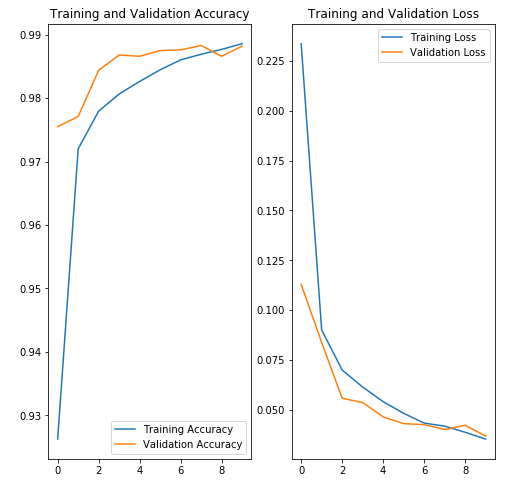 Training and Validation Accuracy
0.99
0.98
0.97
0.96
0.95
0.94
0.93
Training Accuracy
Validation Accuracy
0 2 4 6 8
Training and Validation Loss
Training Loss
Validation Loss
0.225
0.200
0.175
0.150
0.125
0.100
0.075
0.050
0 2 4 6 8